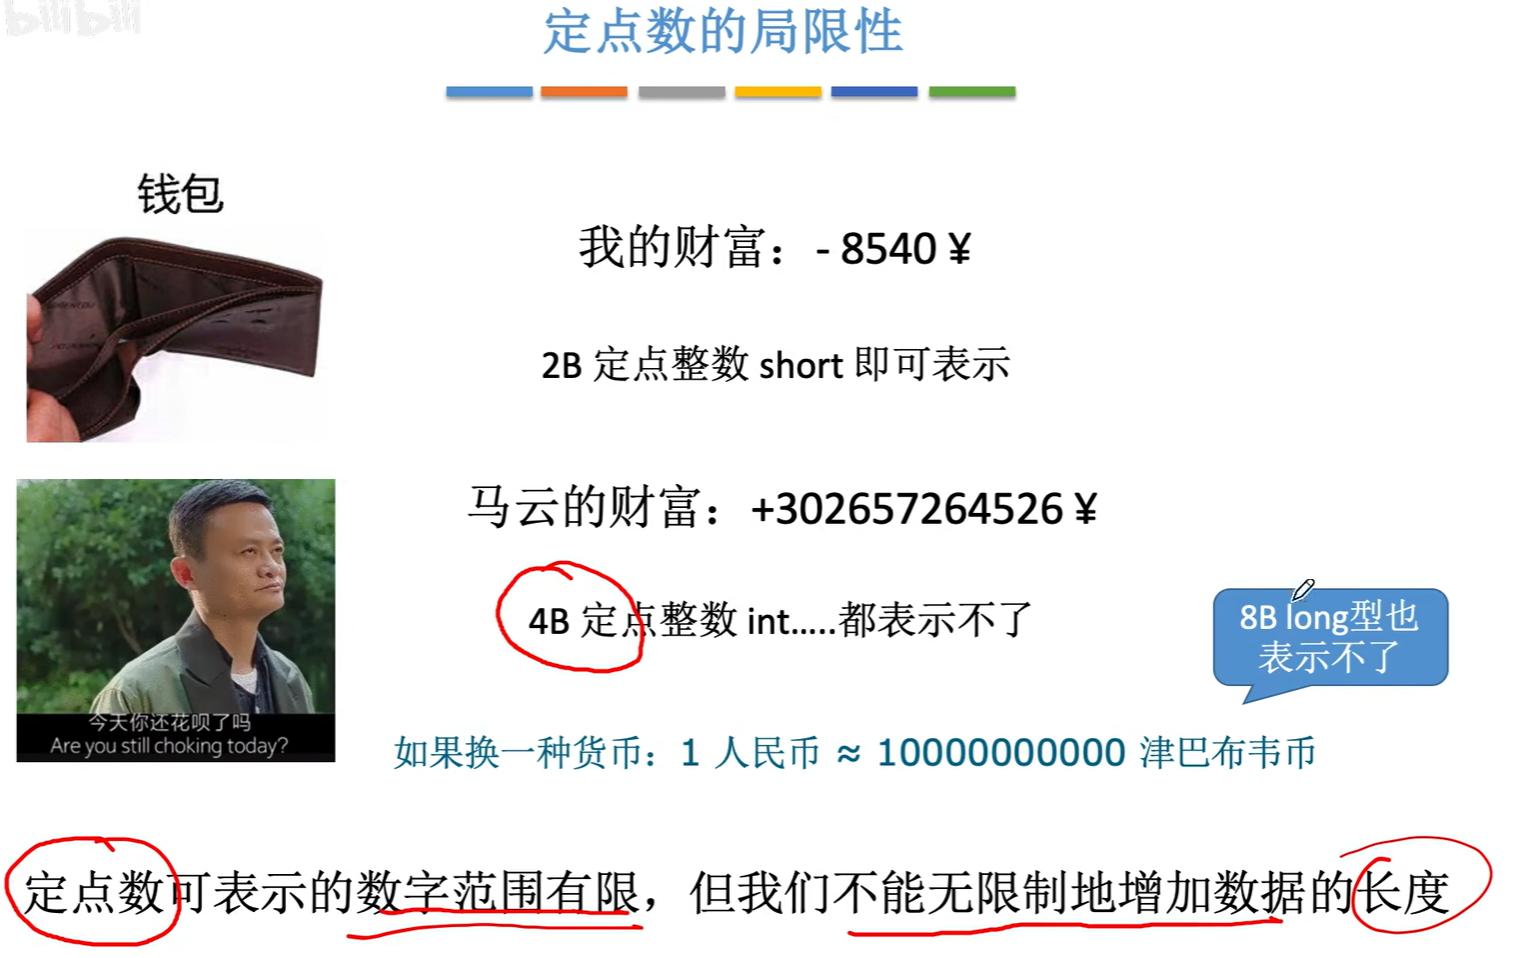 bilibili
定点数的局限性
钱包
我的财富：- 8540 ¥
2B 定点整数 short 即可表示
马云的财富：+302657264526 ¥
4B 定点整数 int.....都表示不了
8B long型也
表示不了
今天你还花呗了吗
Are you still choking today?
如果换一种货币：1 人民币 ≈ 10000000000 津巴布韦币
定点数可表示的数字范围有限，但我们不能无限制地增加数据的长度